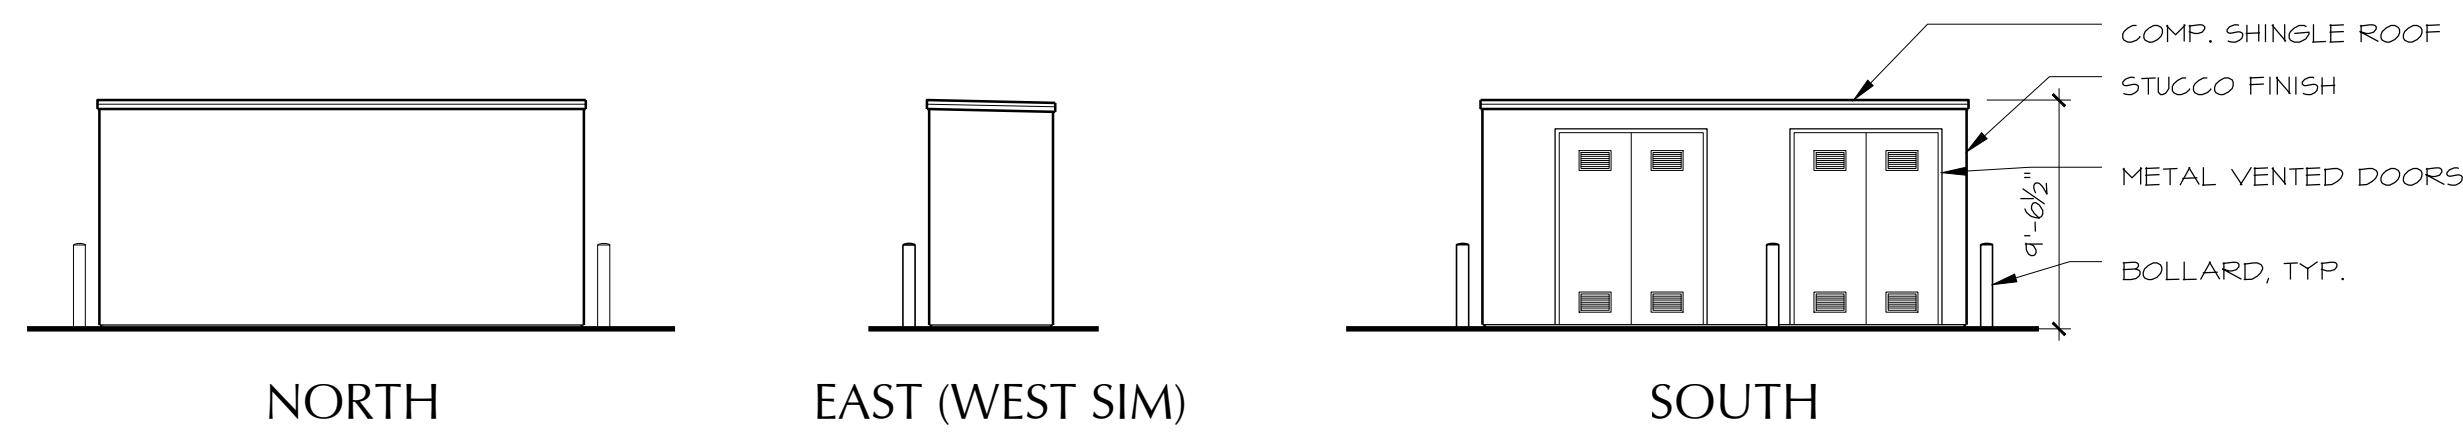 COMP. SHINGLE ROOF
STUCCO FINISH
METAL VENTED DOORS
9'-6½"
BOLLARD, TYP.
NORTH
EAST (WEST SIM)
SOUTH